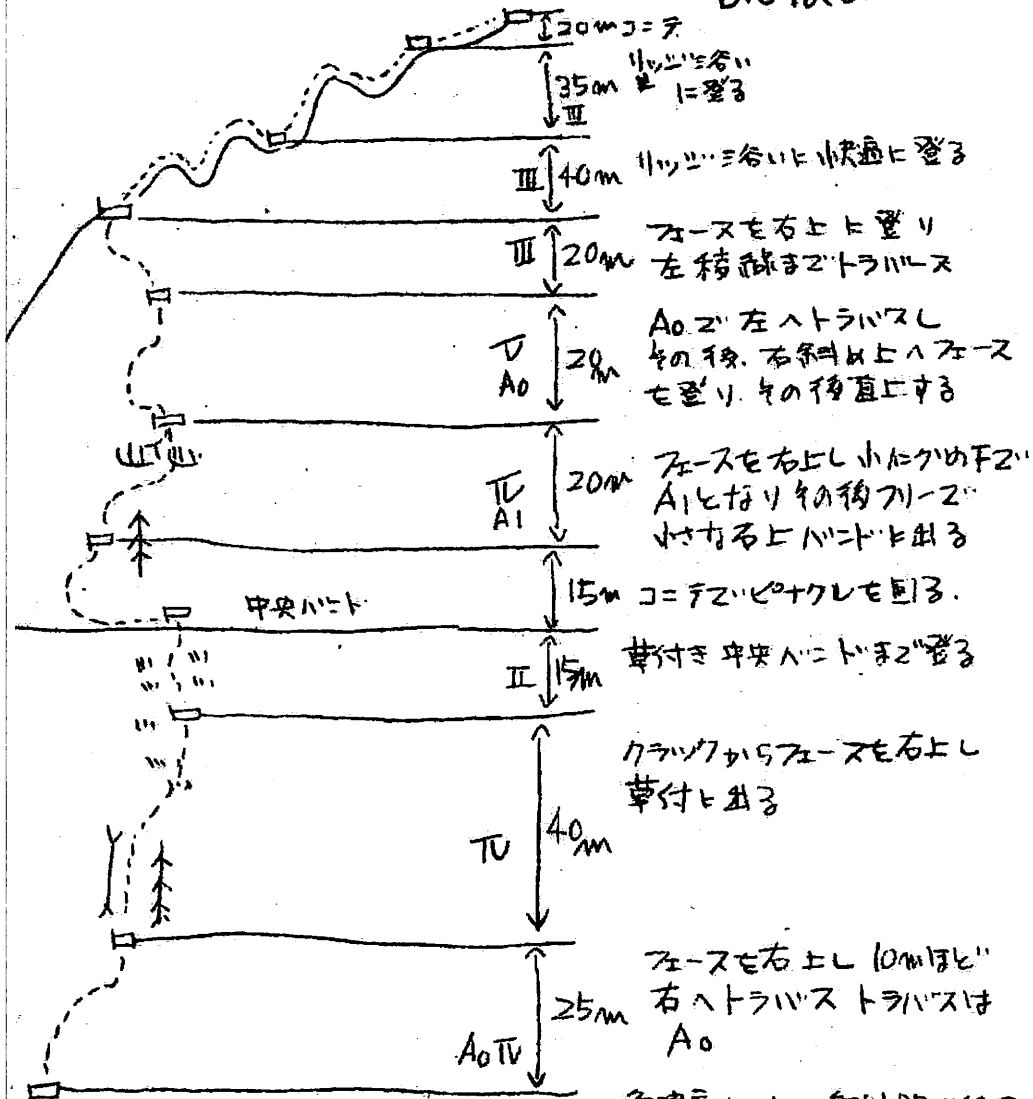 20mコンテ
35m
III
リッジ沿い
に登る
III 40m リッジ沿いに快適に登る
III 20m
フェースを右上に登り
左稜線までトラバース
IV
A0
20m
A0で左へトラバスし
その後、右斜め上へフェース
を登り、その後直上する
IV
A1
20m
フェースを右上し小ハングの下で
A1となりその後フリーで
小さな右上バンドに出る
15m コンテでピナクルを回る.
中央バンド
II 15m 草付き中央バンドまで登る
IV 40m
クラックからフェースを右上し
草付に出る
A0 IV 25m
フェースを右上し 10mほど
右へトラバス トラバスは
A0